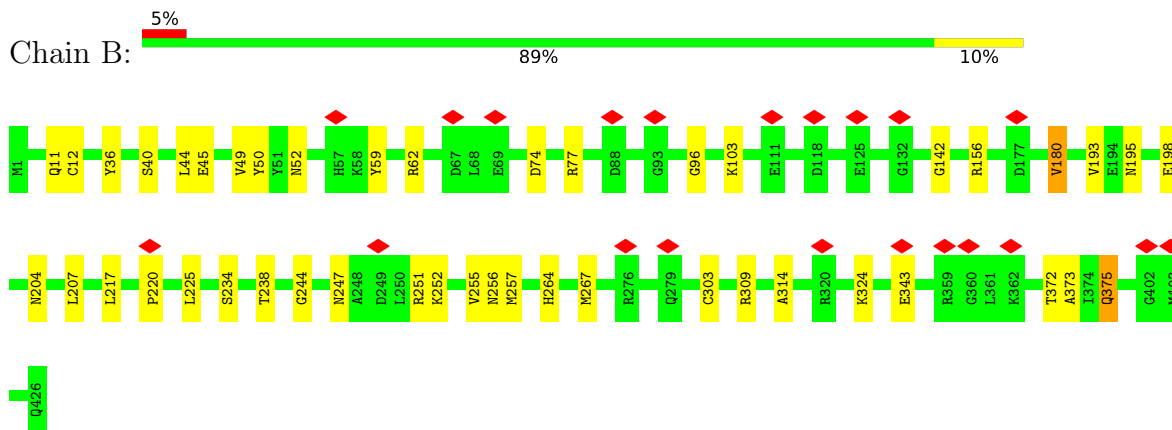 5%
Chain B:
89% 10%
M1 Q11 C12 Y36 S40 L44 E45 V49 Y50 Y51 N52 H57 K58 Y59 R62 D67 L68 E69 D74 R77 D88 G93 G96 K103 E111 D118 E125 G132 G142 R156 D177 V180 V193 E194 N195 E198
N204 L207 L217 P220 L225 S234 T238 G244 N247 A248 D249 L250 R251 K252 V255 N256 M257 H264 M267 R276 Q279 C303 R309 A314 R320 K324 E343 R359 G360 L361 K362 T372 A373 I374 Q375 G402
Q426